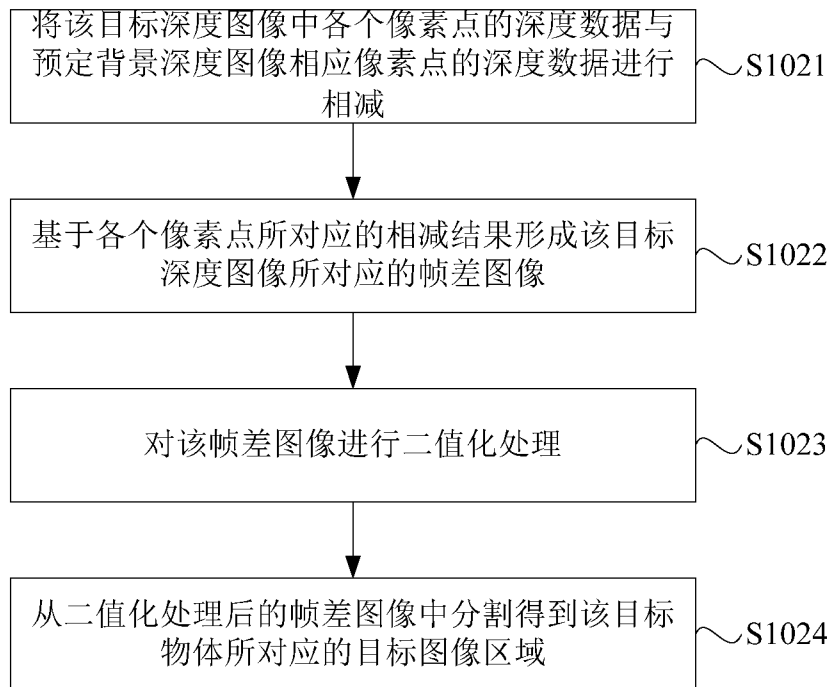 将该目标深度图像中各个像素点的深度数据与
预定背景深度图像相应像素点的深度数据进行
相减
S1021
基于各个像素点所对应的相减结果形成该目标
深度图像所对应的帧差图像
S1022
对该帧差图像进行二值化处理
S1023
从二值化处理后的帧差图像中分割得到该目标
物体所对应的目标图像区域
S1024